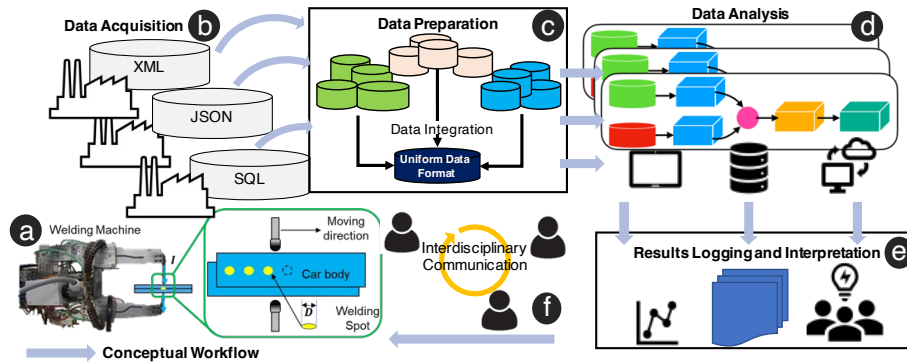 Data Acquisition
b
XML
JSON
SQL
Data Preparation
c
Data Integration
Uniform Data
Format
Data Analysis
d
a
Welding Machine
I
Moving
direction
Car body
D
Welding
Spot
Interdisciplinary
Communication
f
Results Logging and Interpretation
e
Conceptual Workflow